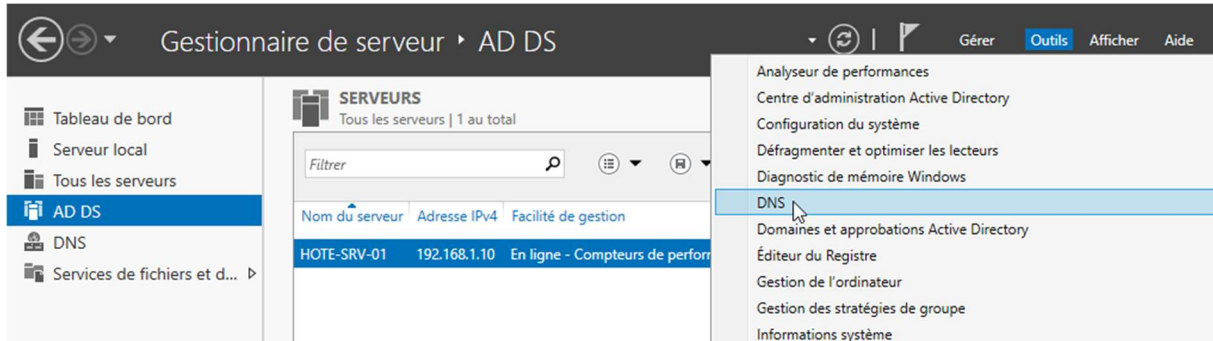 Gestionnaire de serveur ‣ AD DS
Gérer Outils Afficher Aide
Tableau de bord
Serveur local
Tous les serveurs
AD DS
DNS
Services de fichiers et d...
SERVEURS
Tous les serveurs | 1 au total
Filtrer
Nom du serveur Adresse IPv4 Facilité de gestion
HOTE-SRV-01 192.168.1.10 En ligne - Compteurs de perfor
Analyseur de performances
Centre d'administration Active Directory
Configuration du système
Défragmenter et optimiser les lecteurs
Diagnostic de mémoire Windows
DNS
Domaines et approbations Active Directory
Éditeur du Registre
Gestion de l'ordinateur
Gestion des stratégies de groupe
Informations système